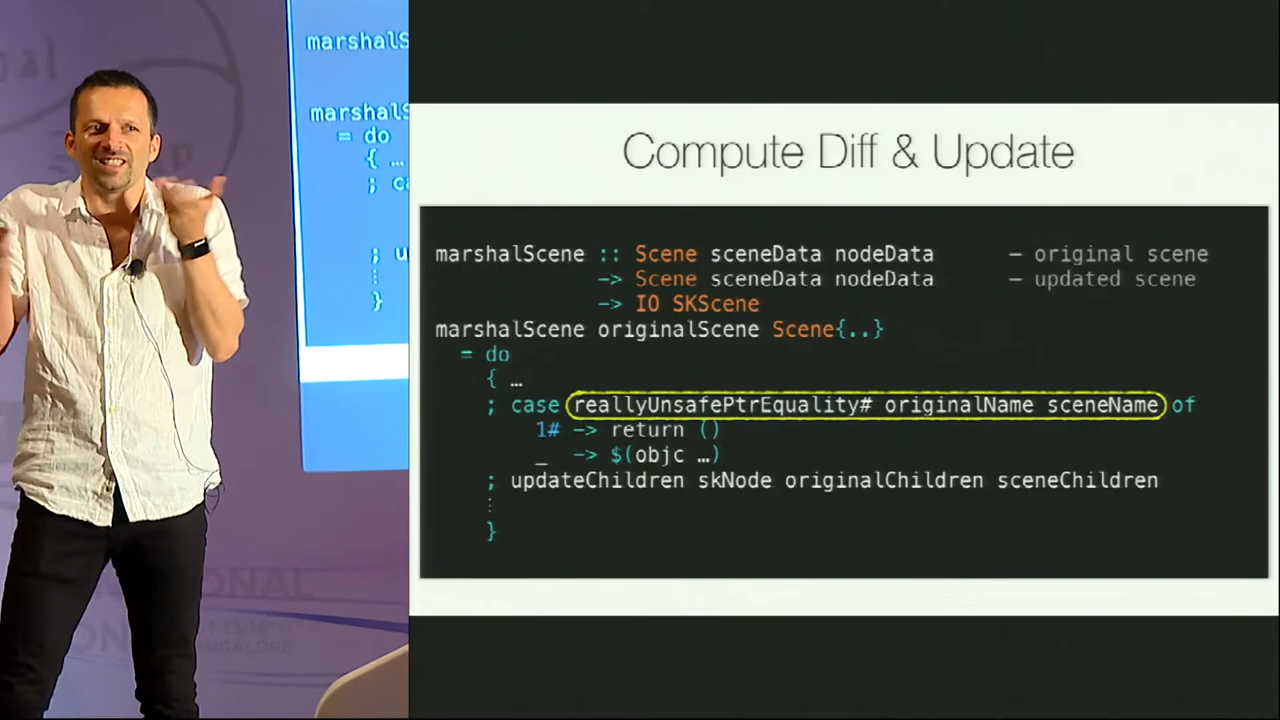 marshalS
marshalS
= do
{ …
; ca
; u
⋮
}
ONAL
Compute Diff & Update
marshalScene :: Scene sceneData nodeData — original scene
-> Scene sceneData nodeData — updated scene
-> IO SKScene
marshalScene originalScene Scene{..}
= do
{ …
; case reallyUnsafePtrEquality# originalName sceneName of
1# -> return ()
_ -> $(objc …)
; updateChildren skNode originalChildren sceneChildren
⋮
}